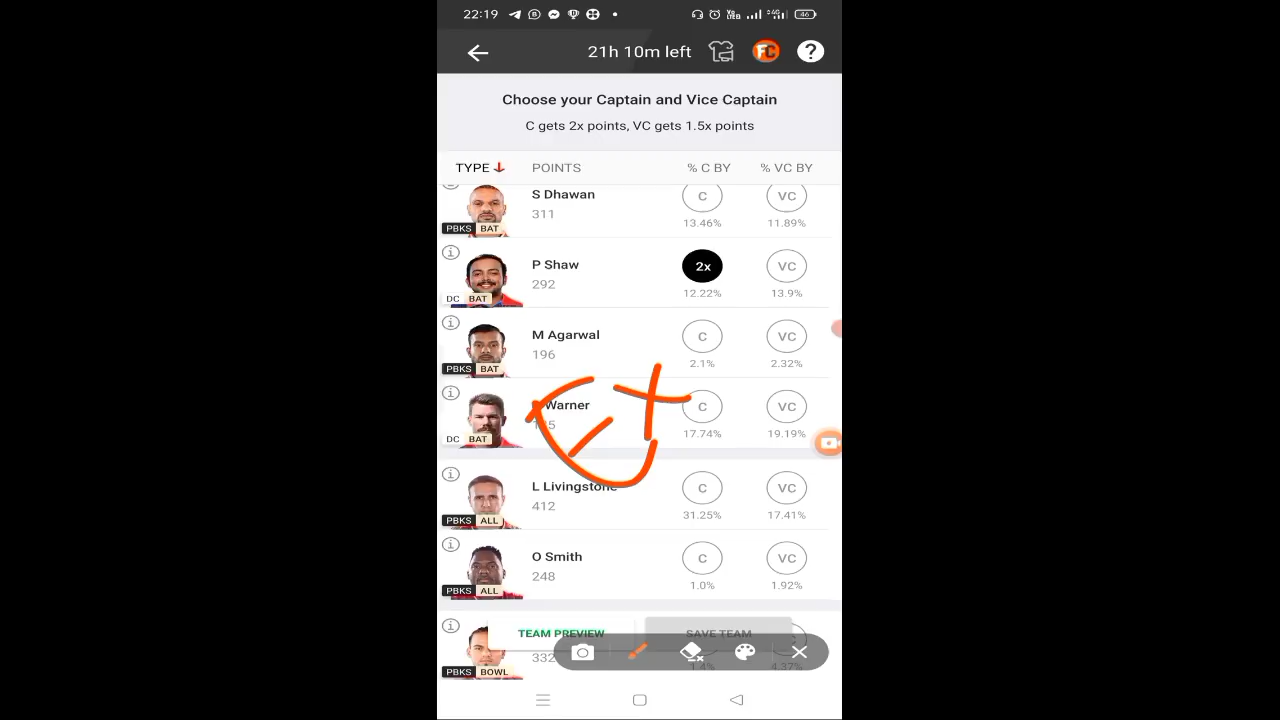 22:19
46
21h 10m left
FC
?
Choose your Captain and Vice Captain
C gets 2x points, VC gets 1.5x points
TYPE POINTS % C BY % VC BY
S Dhawan
311
C VC
13.46% 11.89%
PBKS BAT
P Shaw
292
2x VC
12.22% 13.9%
DC BAT
M Agarwal
196
C VC
2.1% 2.32%
PBKS BAT
Warner
C VC
17.74% 19.19%
DC BAT
L Livingstone
412
C VC
31.25% 17.41%
PBKS ALL
O Smith
248
C VC
1.0% 1.92%
PBKS ALL
TEAM PREVIEW SAVE TEAM
332
1.4% 4.37%
PBKS BOWL